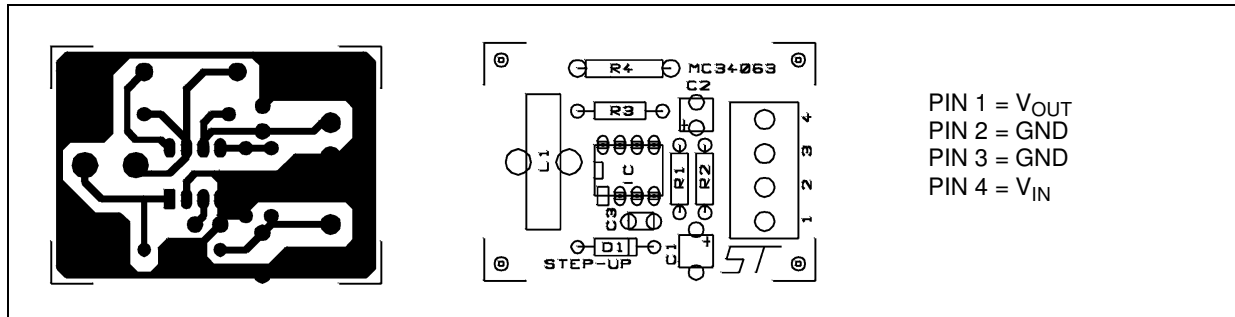 R4
MC34063
C2
+
R3
L1
IC
R1
R2
C3
D1
C1
+
STEP-UP
ST
4
3
2
1
PIN 1 = VOUT
PIN 2 = GND
PIN 3 = GND
PIN 4 = VIN